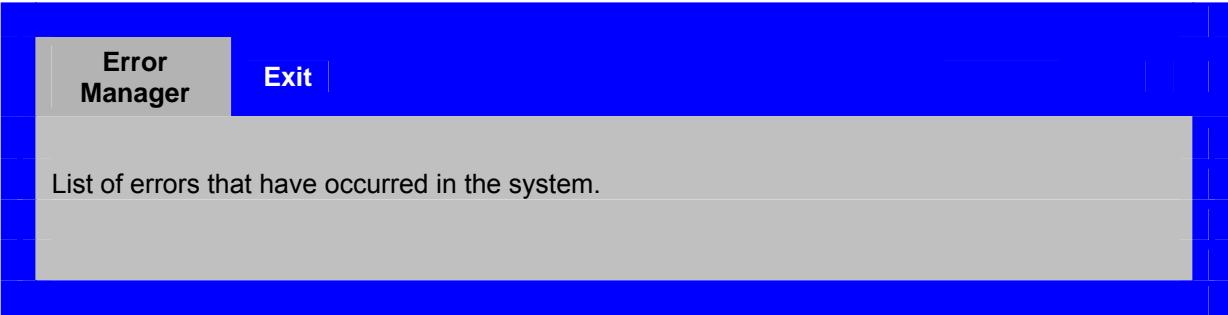 Error
Manager
Exit
List of errors that have occurred in the system.